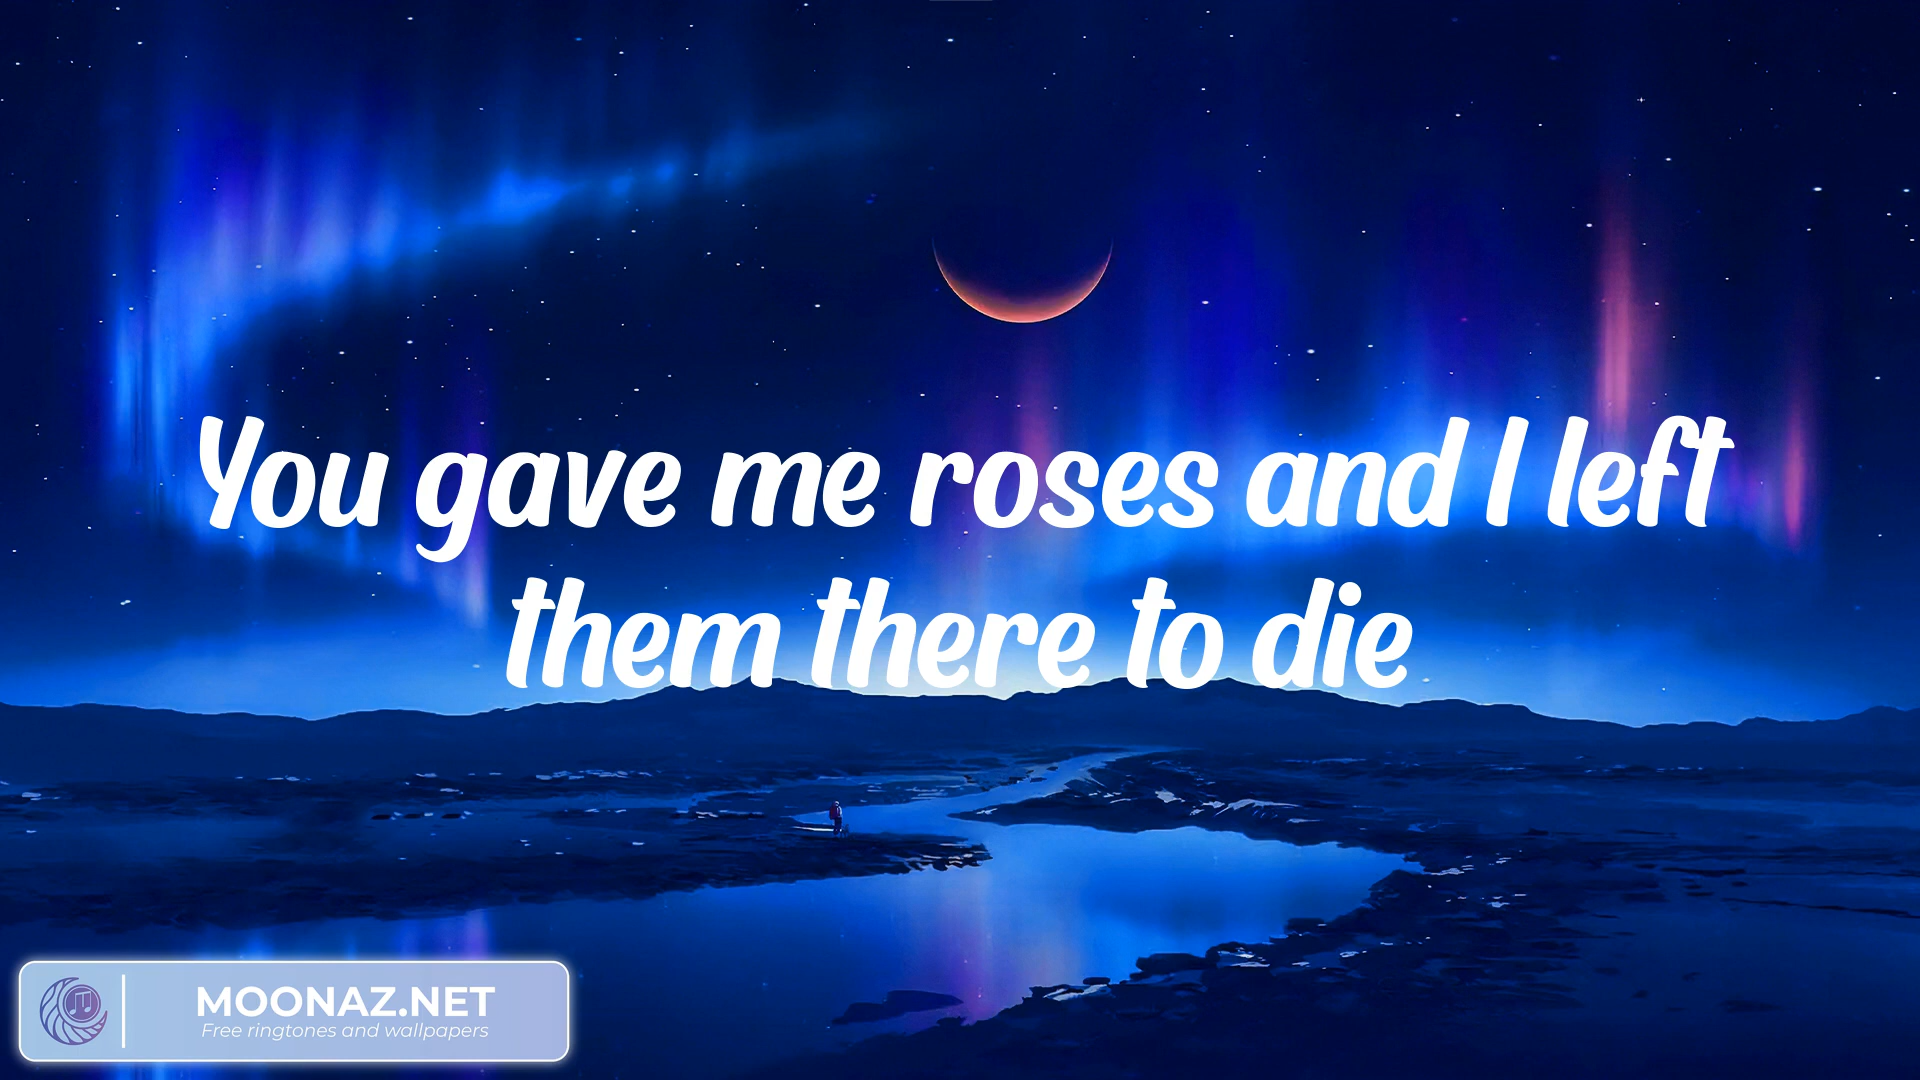 You gave me roses and I left
them there to die
MOONAZ.NET
Free ringtones and wallpapers